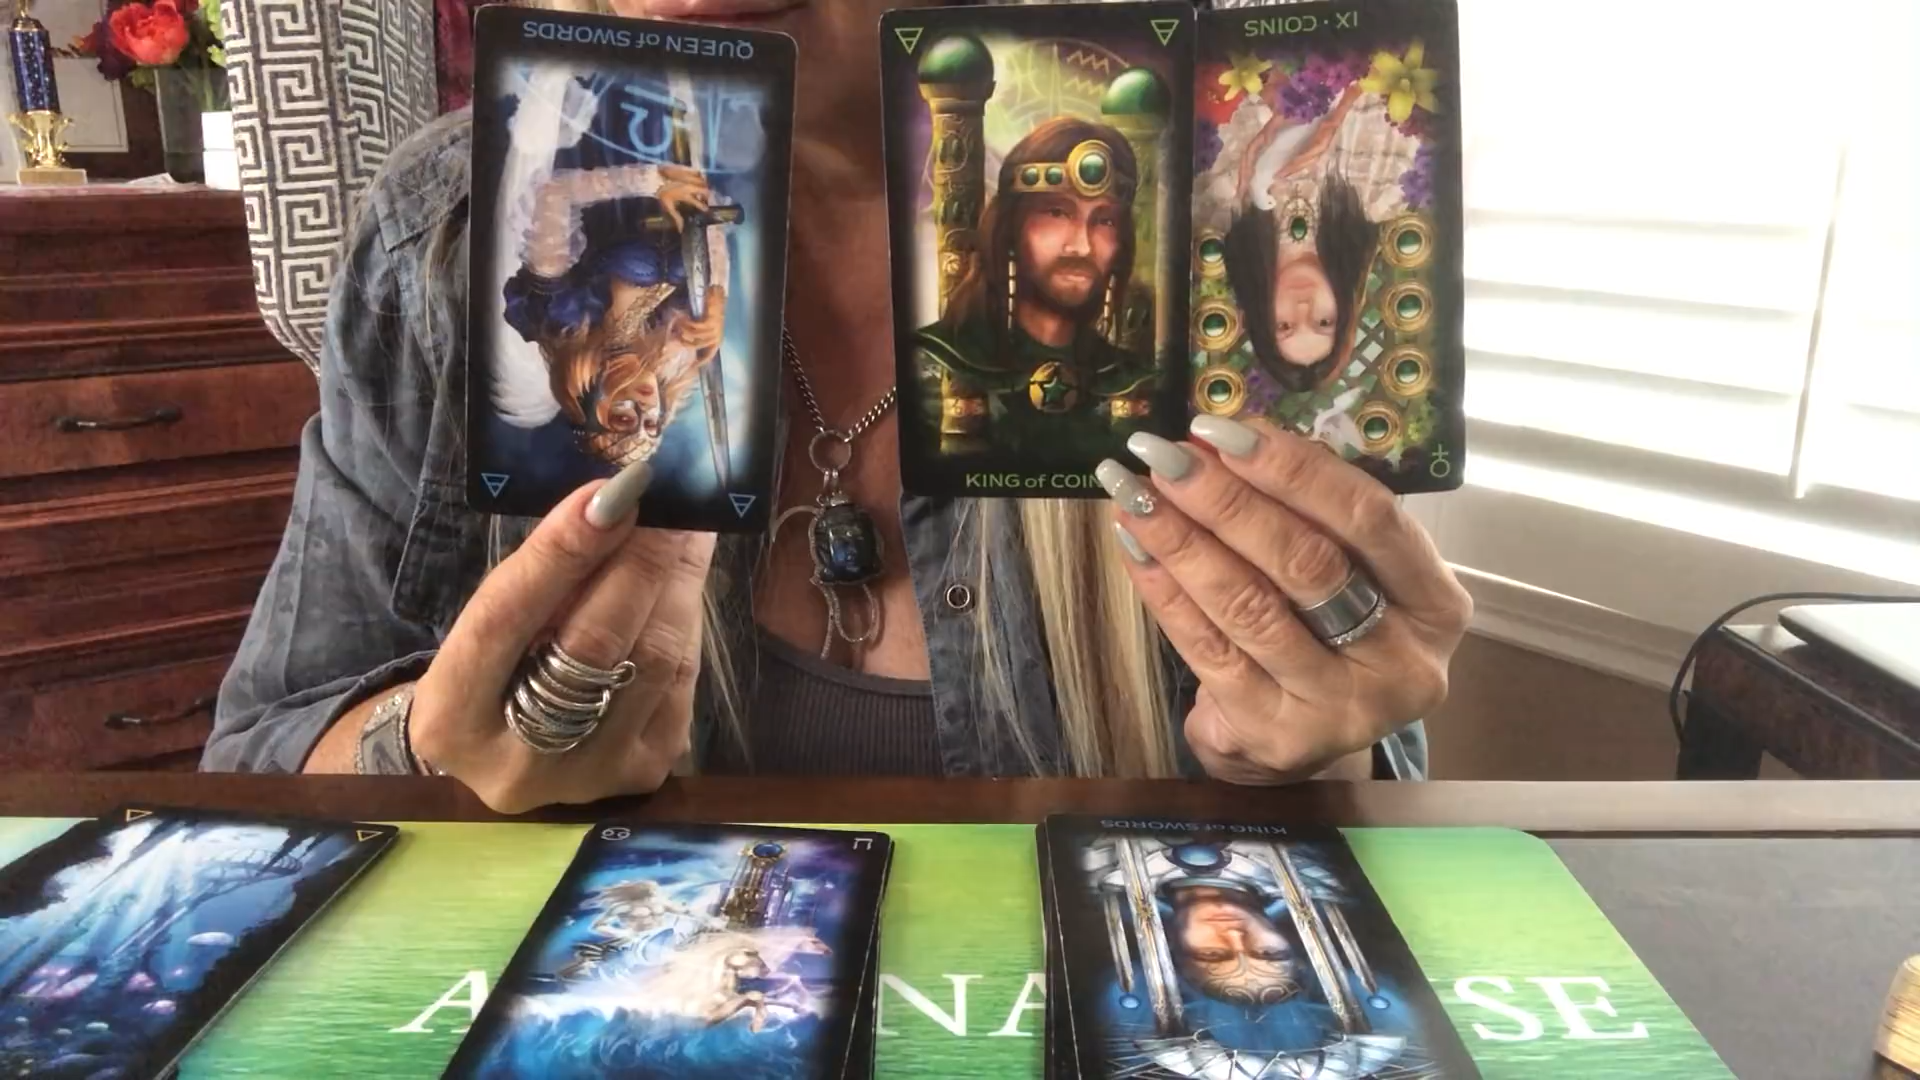 QUEEN of SWORDS
KING of COIN
IX · COINS
KING of SWORDS
A
NA
SE